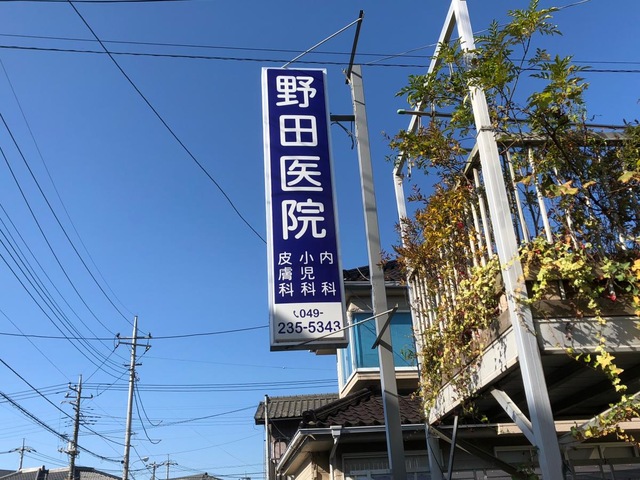 野田医院
内科
小児科
皮膚科
049-
235-5343